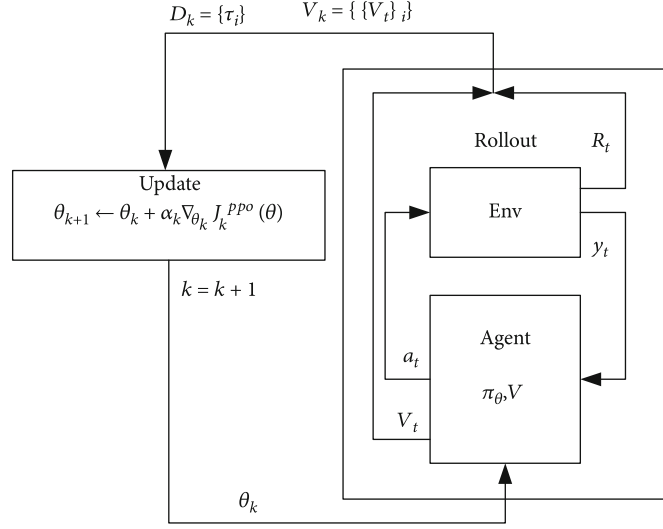 D_k = {τ_i}
V_k = { {V_t}_i}
Rollout
R_t
Update
θ_{k+1} ← θ_k + α_k ∇_{θ_k} J_k^{ppo} (θ)
Env
y_t
k = k + 1
Agent
a_t
π_θ,V
V_t
θ_k